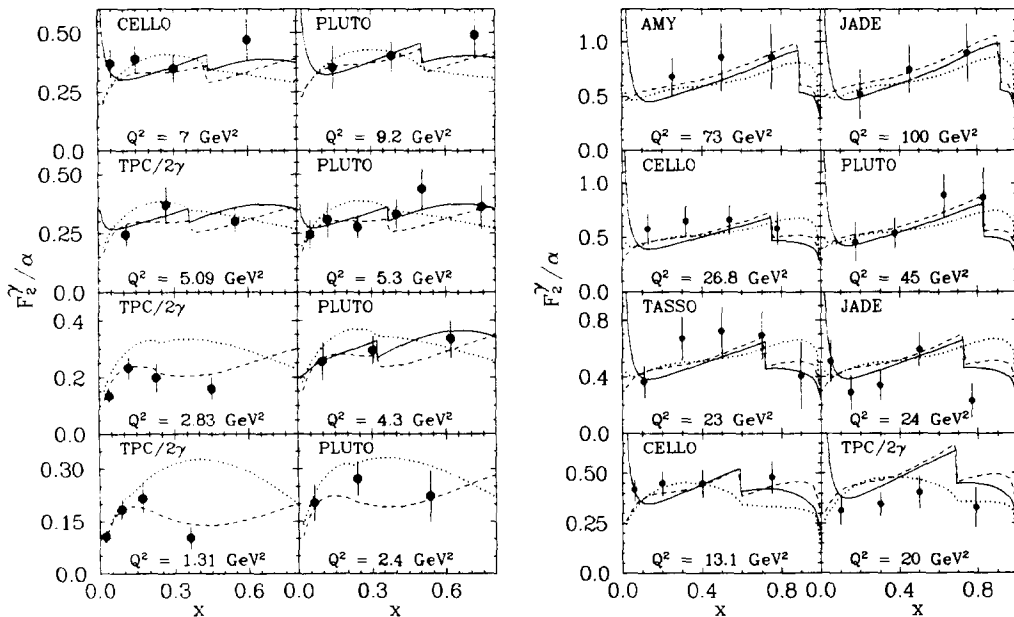 CELLO
PLUTO
0.50
0.25
0.0
Q² = 7 GeV²
Q² = 9.2 GeV²
TPC/2γ
PLUTO
0.50
0.25
0.0
Q² = 5.09 GeV²
Q² = 5.3 GeV²
F₂^γ/α
TPC/2γ
PLUTO
0.4
0.2
0.0
Q² = 2.83 GeV²
Q² = 4.3 GeV²
TPC/2γ
PLUTO
0.30
0.15
0.0
Q² = 1.31 GeV²
Q² = 2.4 GeV²
0.0 0.3 0.6 0.0 0.3 0.6
x x
AMY
JADE
1.0
0.5
0.0
Q² = 73 GeV²
Q² = 100 GeV²
CELLO
PLUTO
1.0
0.5
0.0
Q² = 26.8 GeV²
Q² = 45 GeV²
F₂^γ/α
TASSO
JADE
0.8
0.4
0.0
Q² = 23 GeV²
Q² = 24 GeV²
CELLO
TPC/2γ
0.50
0.25
0.0
Q² = 13.1 GeV²
Q² = 20 GeV²
0.0 0.4 0.8 0.0 0.4 0.8
x x